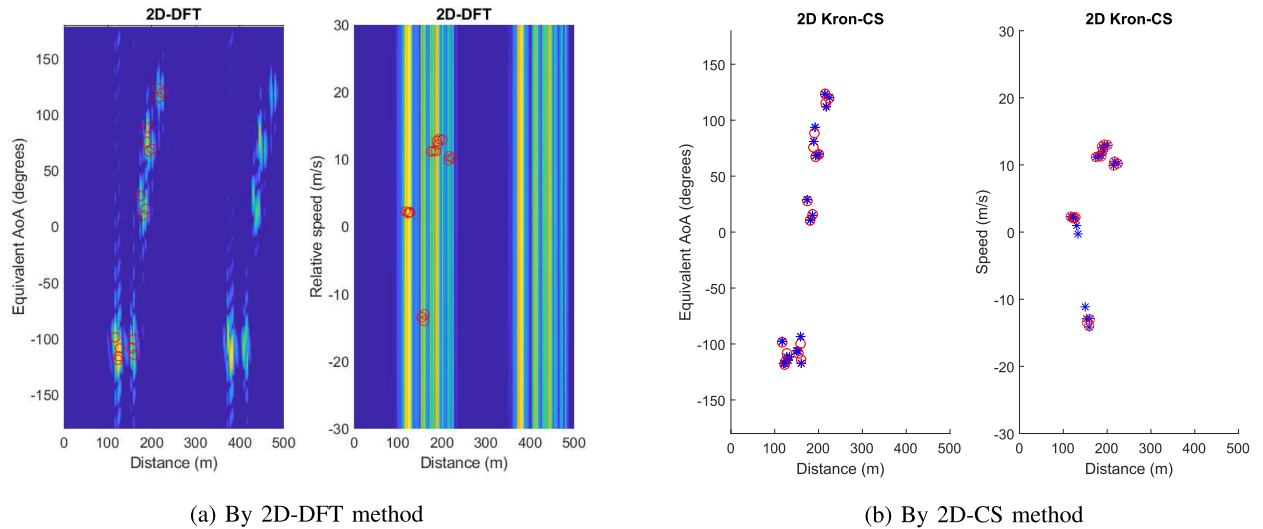 2D-DFT
Equivalent AoA (degrees)
150
100
50
0
-50
-100
-150
0 100 200 300 400 500
Distance (m)
2D-DFT
Relative speed (m/s)
30
20
10
0
-10
-20
-30
0 100 200 300 400 500
Distance (m)
(a) By 2D-DFT method
2D Kron-CS
Equivalent AoA (degrees)
150
100
50
0
-50
-100
-150
0 100 200 300 400 500
Distance (m)
2D Kron-CS
Speed (m/s)
30
20
10
0
-10
-20
-30
0 100 200 300 400 500
Distance (m)
(b) By 2D-CS method